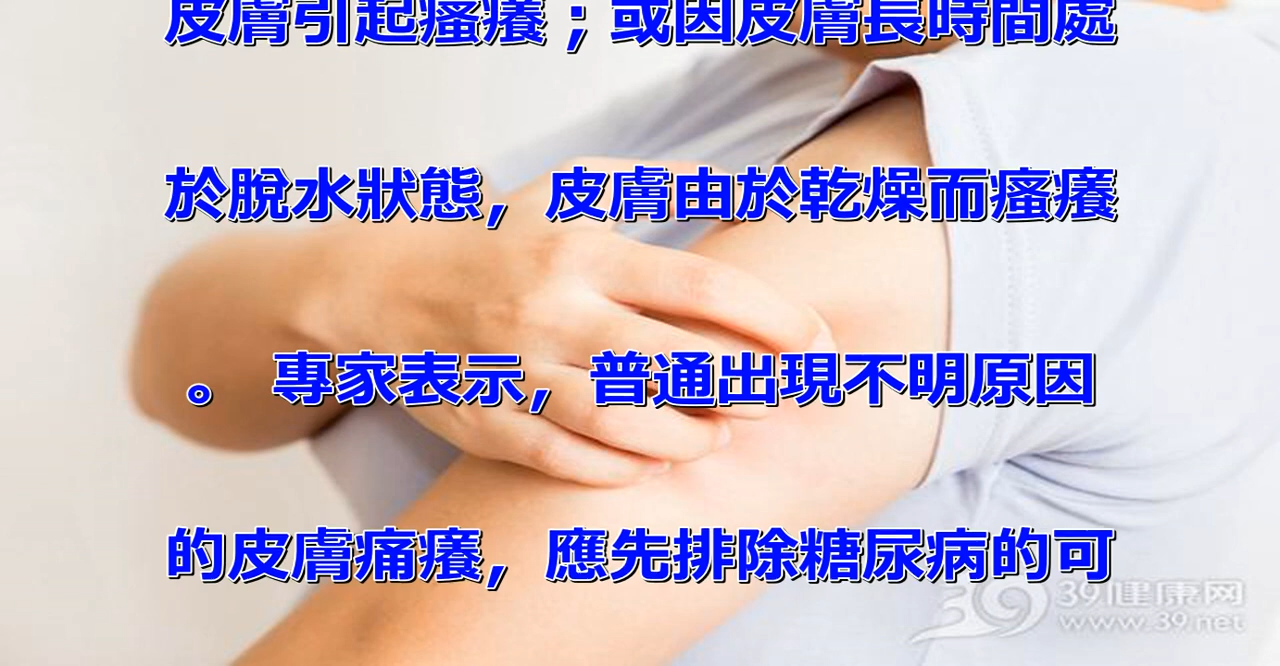 皮膚引起瘙癢；或因皮膚長時間處
於脫水狀態，皮膚由於乾燥而瘙癢
。 專家表示，普通出現不明原因
的皮膚痛癢，應先排除糖尿病的可
39健康网
www.39.net